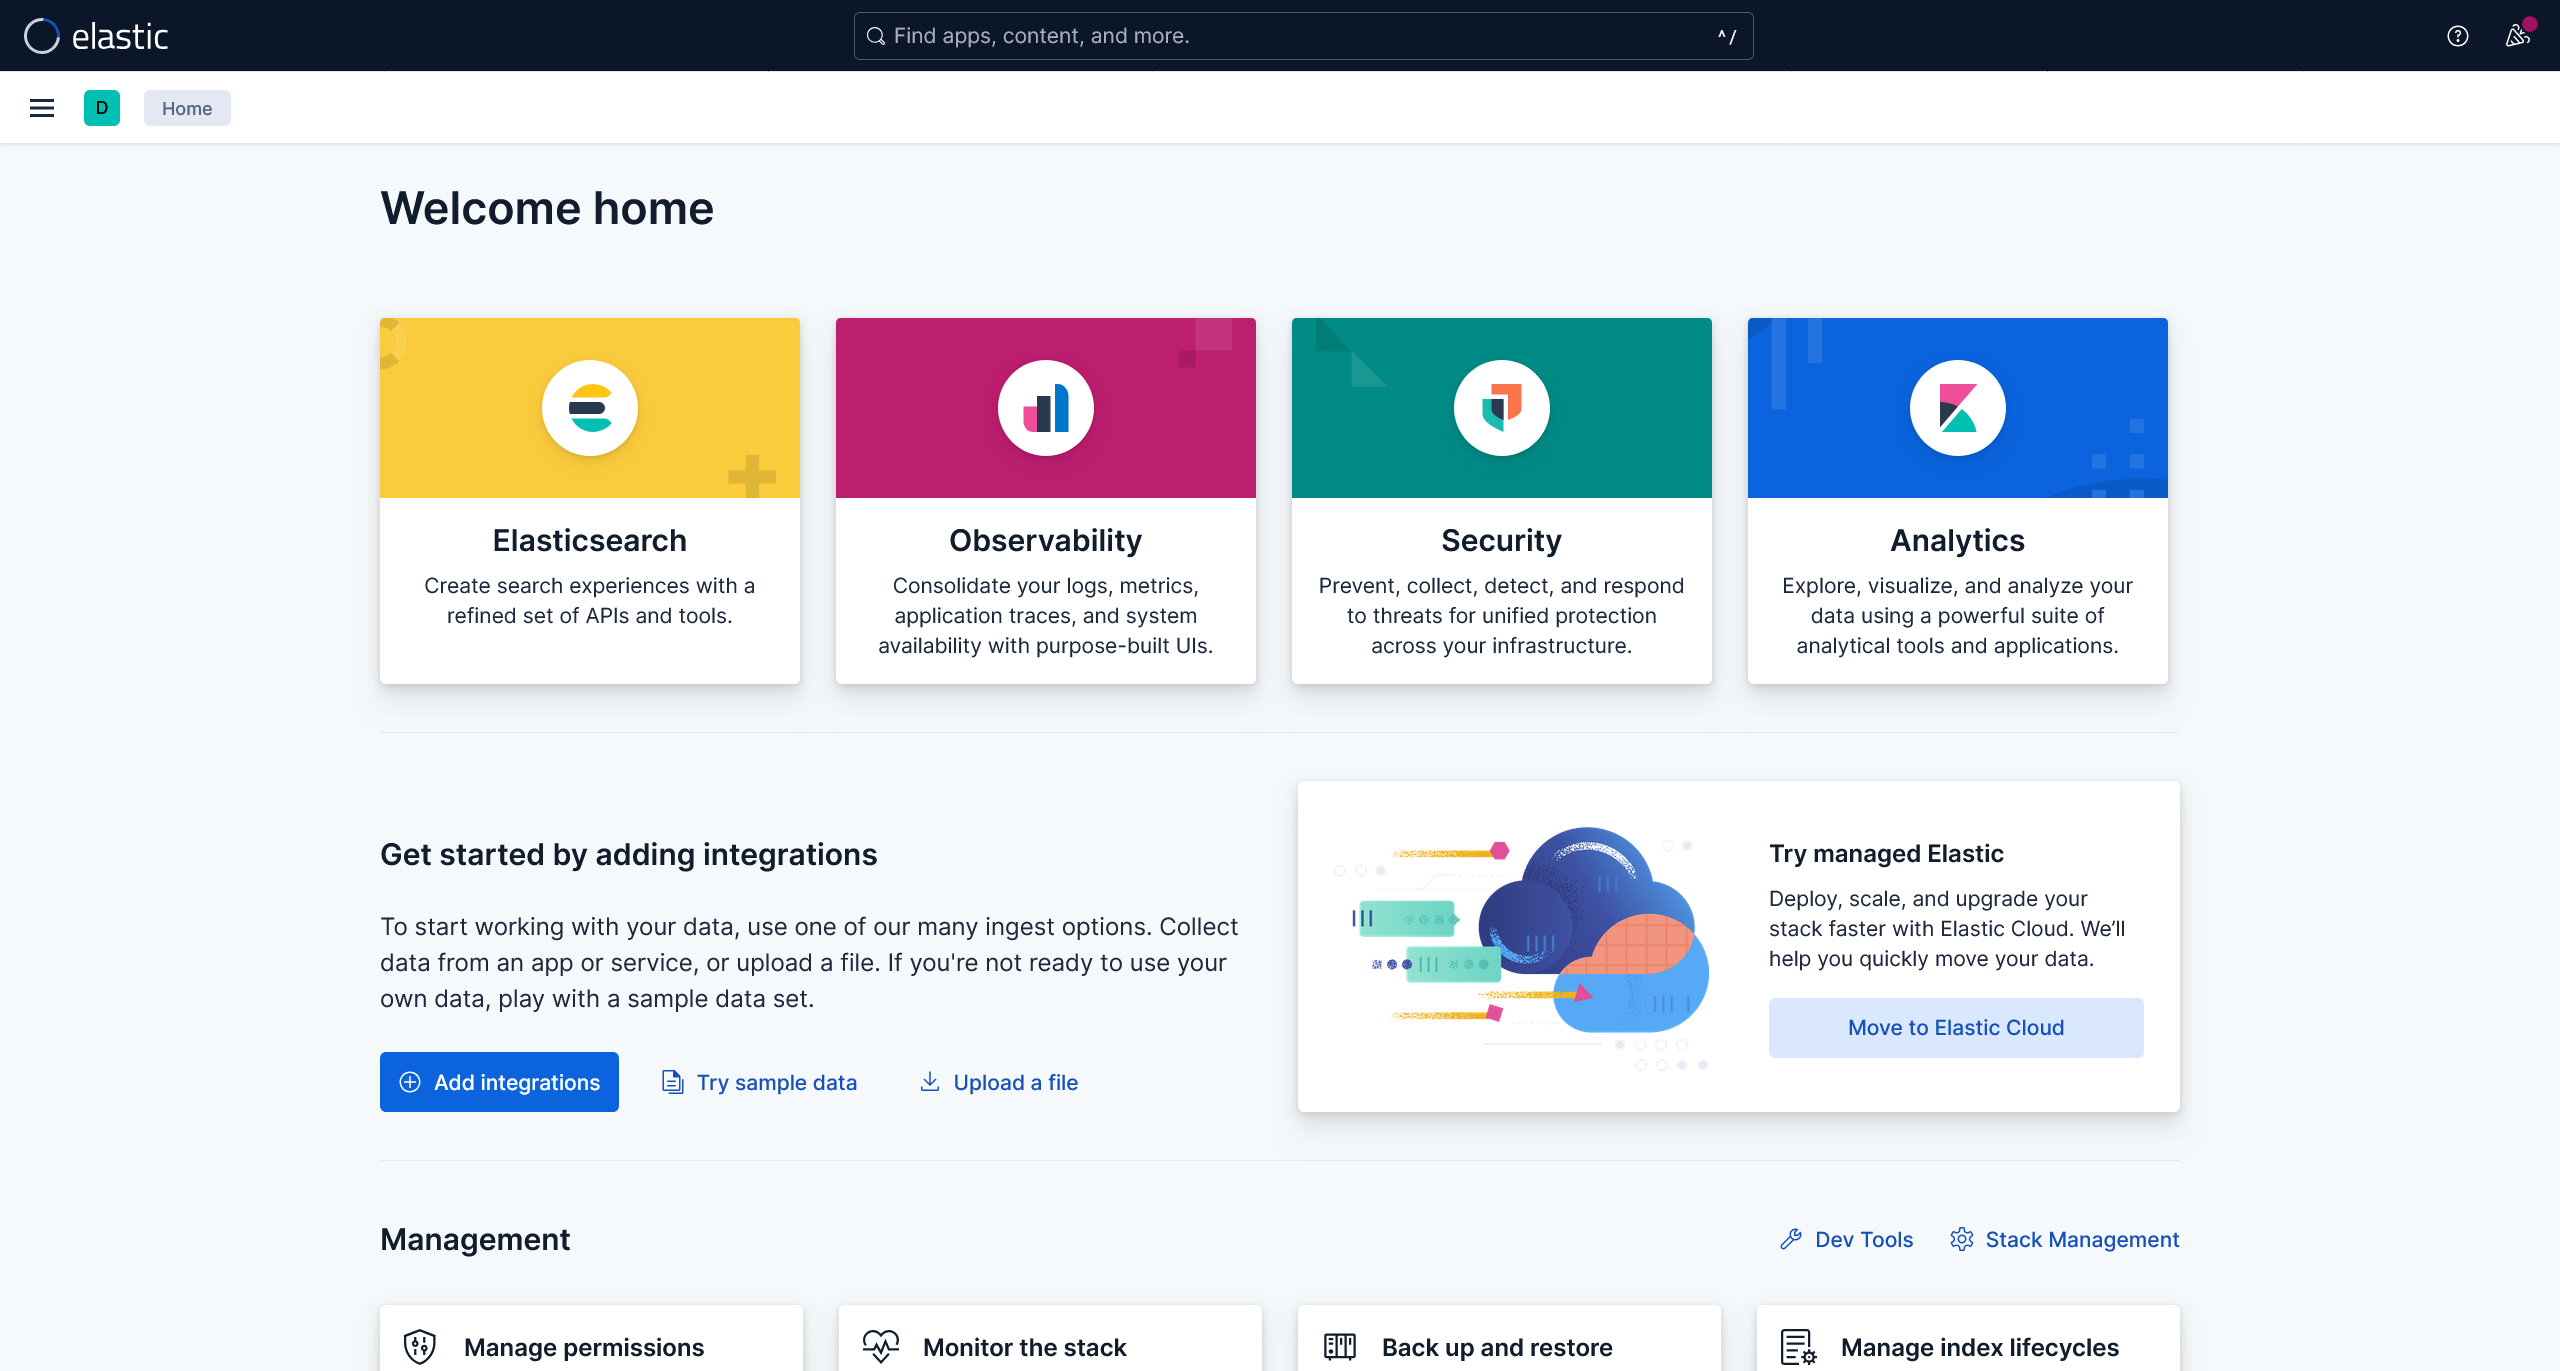 elastic
Find apps, content, and more.
^ /
D
Home
Welcome home
Elasticsearch
Create search experiences with a
refined set of APIs and tools.
Observability
Consolidate your logs, metrics,
application traces, and system
availability with purpose-built UIs.
Security
Prevent, collect, detect, and respond
to threats for unified protection
across your infrastructure.
Analytics
Explore, visualize, and analyze your
data using a powerful suite of
analytical tools and applications.
Get started by adding integrations
To start working with your data, use one of our many ingest options. Collect
data from an app or service, or upload a file. If you're not ready to use your
own data, play with a sample data set.
Add integrations
Try sample data
Upload a file
Try managed Elastic
Deploy, scale, and upgrade your
stack faster with Elastic Cloud. We’ll
help you quickly move your data.
Move to Elastic Cloud
Management
Dev Tools
Stack Management
Manage permissions
Monitor the stack
Back up and restore
Manage index lifecycles